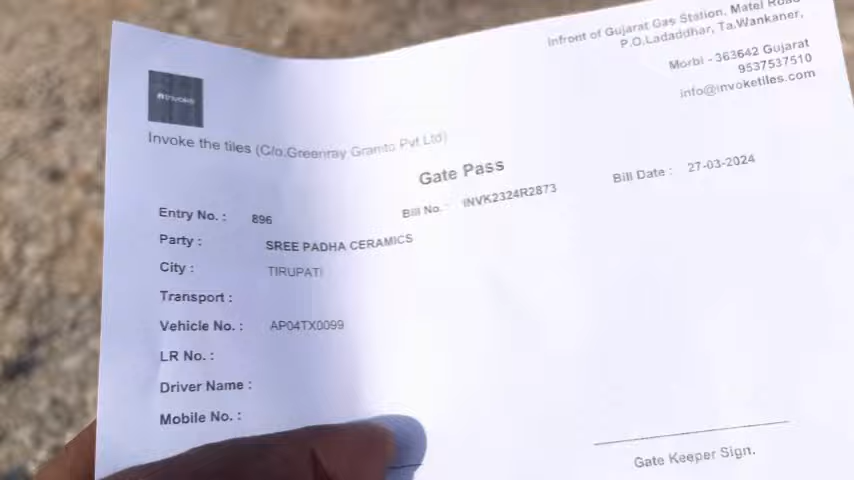 Infront of Gujarat Gas Station, Matel Road
P.O.Ladaddhar, Ta.Wankaner,
Morbi - 363642 Gujarat
9537537510
info@invoketiles.com
invoke
Invoke the tiles (C/o.Greenray Granito Pvt.Ltd)
Gate Pass
Entry No. : 896
Bill No. : INVK2324R2873
Bill Date : 27-03-2024
Party : SREE PADHA CERAMICS
City : TIRUPATI
Transport :
Vehicle No. : AP04TX0099
LR No. :
Driver Name :
Mobile No. :
Gate Keeper Sign.